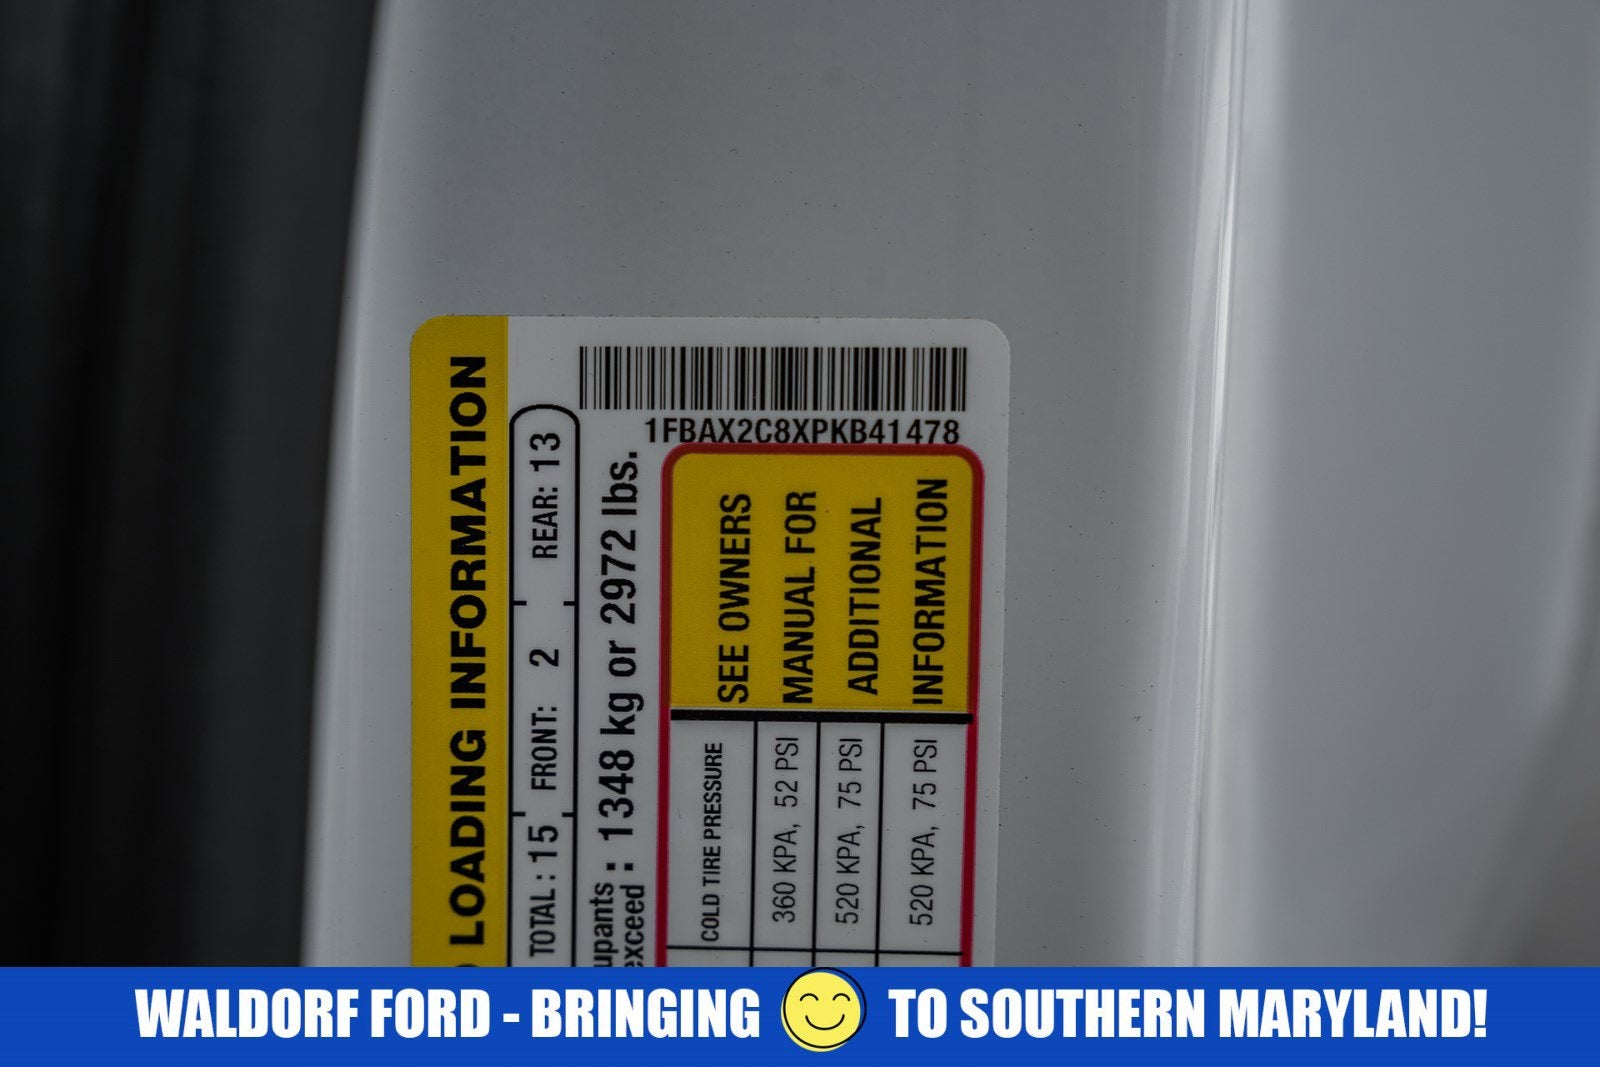 LOADING INFORMATION
TOTAL : 15 FRONT: 2 REAR: 13
upants : 1348 kg or 2972 lbs.
exceed :
1FBAX2C8XPKB41478
COLD TIRE PRESSURE
360 KPA, 52 PSI
520 KPA, 75 PSI
520 KPA, 75 PSI
SEE OWNERS
MANUAL FOR
ADDITIONAL
INFORMATION
WALDORF FORD - BRINGING TO SOUTHERN MARYLAND!